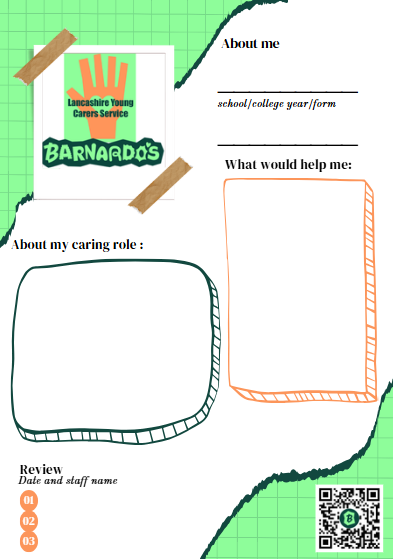 About me
Lancashire Young
Carers Service
BARNARDO'S
school/college year/form
What would help me:
About my caring role :
Review
Date and staff name
01
02
03
B